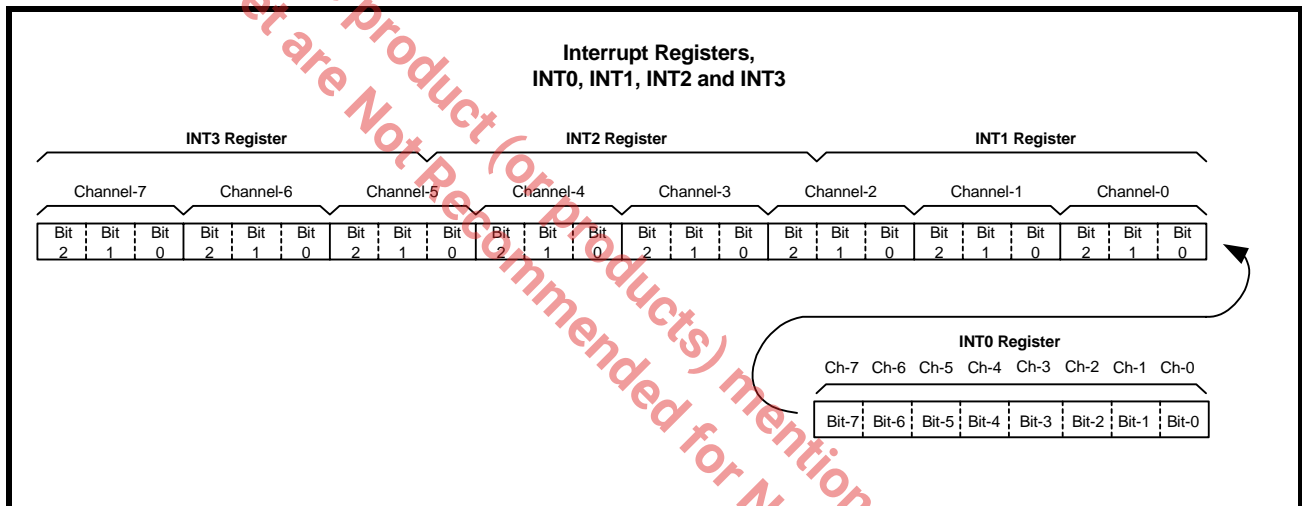 Interrupt Registers,
INT0, INT1, INT2 and INT3
INT3 Register INT2 Register INT1 Register
Channel-7 Channel-6 Channel-5 Channel-4 Channel-3 Channel-2 Channel-1 Channel-0
Bit Bit Bit Bit Bit Bit Bit Bit Bit Bit Bit Bit Bit Bit Bit Bit Bit Bit Bit Bit Bit Bit Bit Bit
2 1 0 2 1 0 2 1 0 2 1 0 2 1 0 2 1 0 2 1 0 2 1 0
INT0 Register
Ch-7 Ch-6 Ch-5 Ch-4 Ch-3 Ch-2 Ch-1 Ch-0
Bit-7 Bit-6 Bit-5 Bit-4 Bit-3 Bit-2 Bit-1 Bit-0
product (or products) mention
are Not Recommended for